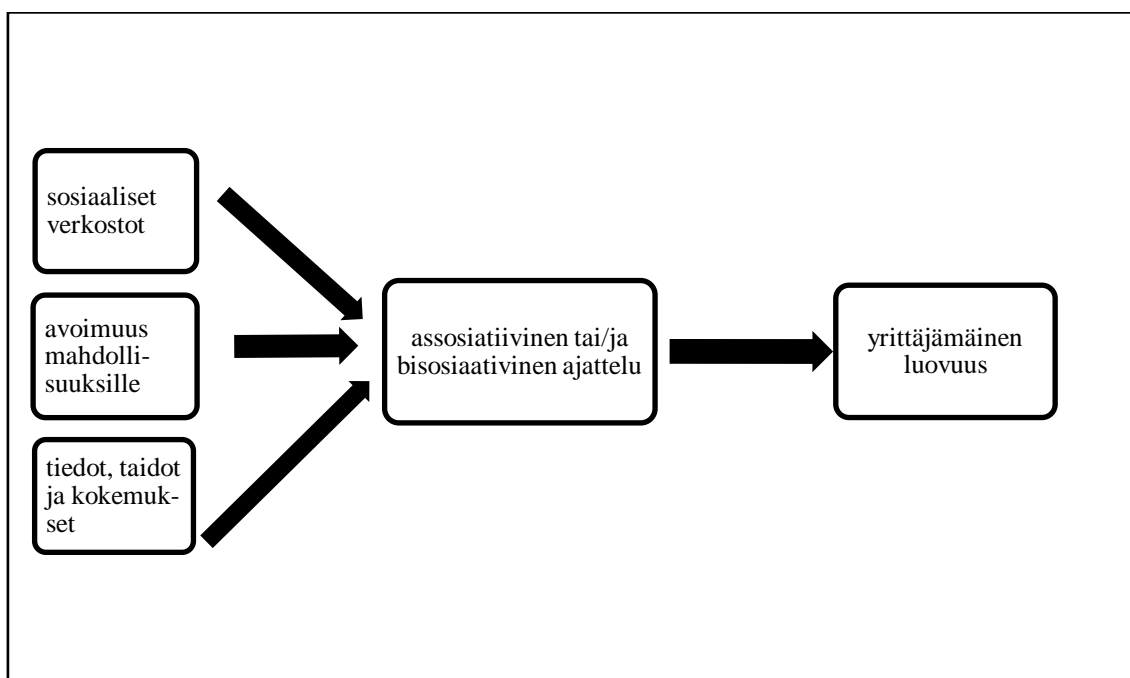 sosiaaliset
verkostot
avoimuus
mahdolli-
suuksille
tiedot, taidot
ja kokemuk-
set
assosiatiivinen tai/ja
bisosiaativinen ajattelu
yrittäjämäinen
luovuus